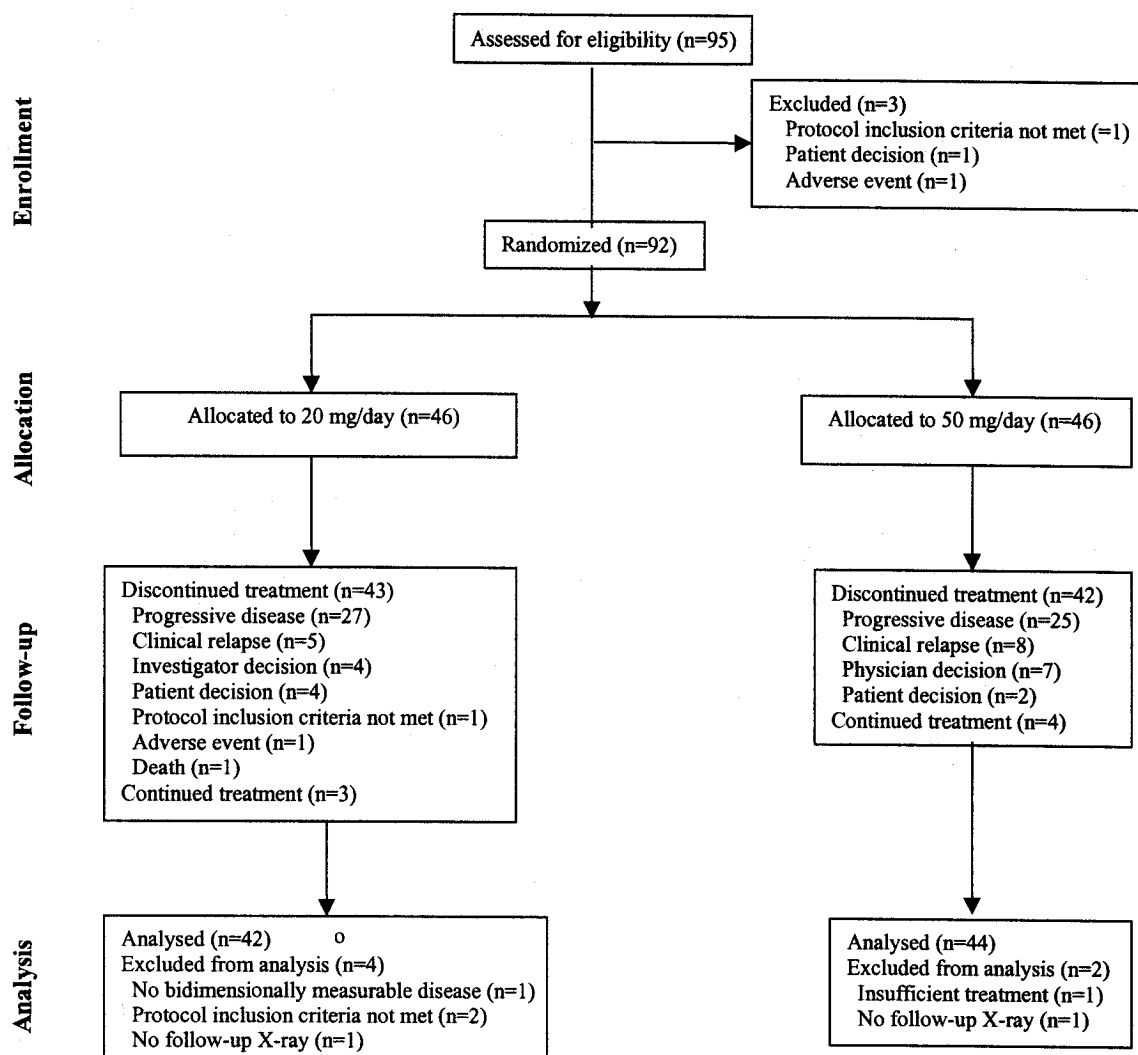 Assessed for eligibility (n=95)
Enrollment
Excluded (n=3)
Protocol inclusion criteria not met (=1)
Patient decision (n=1)
Adverse event (n=1)
Randomized (n=92)
Allocation
Allocated to 20 mg/day (n=46)
Allocated to 50 mg/day (n=46)
Follow-up
Discontinued treatment (n=43)
Progressive disease (n=27)
Clinical relapse (n=5)
Investigator decision (n=4)
Patient decision (n=4)
Protocol inclusion criteria not met (n=1)
Adverse event (n=1)
Death (n=1)
Continued treatment (n=3)
Discontinued treatment (n=42)
Progressive disease (n=25)
Clinical relapse (n=8)
Physician decision (n=7)
Patient decision (n=2)
Continued treatment (n=4)
Analysis
Analysed (n=42) o
Excluded from analysis (n=4)
No bidimensionally measurable disease (n=1)
Protocol inclusion criteria not met (n=2)
No follow-up X-ray (n=1)
Analysed (n=44)
Excluded from analysis (n=2)
Insufficient treatment (n=1)
No follow-up X-ray (n=1)